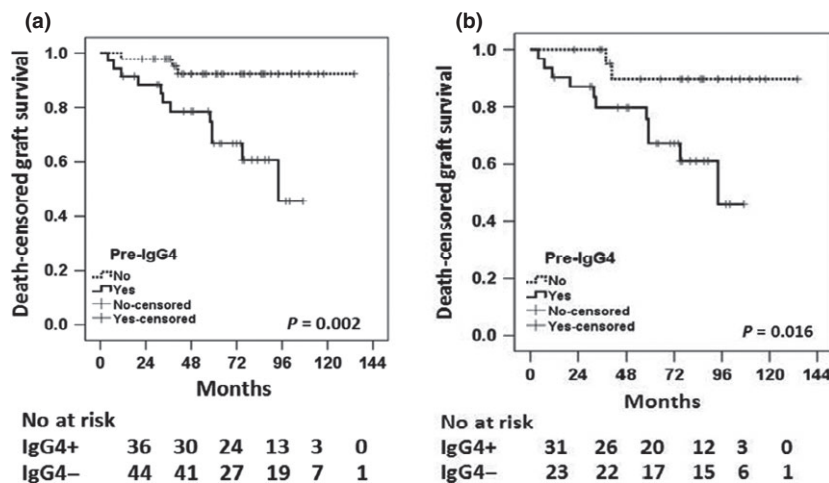 (a)
Death-censored graft survival
1.0
0.8
0.6
0.4
0.2
0.0
Pre-IgG4
No
Yes
No-censored
Yes-censored
P = 0.002
0 24 48 72 96 120 144
Months
No at risk
IgG4+ 36 30 24 13 3 0
IgG4– 44 41 27 19 7 1
(b)
Death-censored graft survival
1.0
0.8
0.6
0.4
0.2
0.0
Pre-IgG4
No
Yes
No-censored
Yes-censored
P = 0.016
0 24 48 72 96 120 144
Months
No at risk
IgG4+ 31 26 20 12 3 0
IgG4– 23 22 17 15 6 1